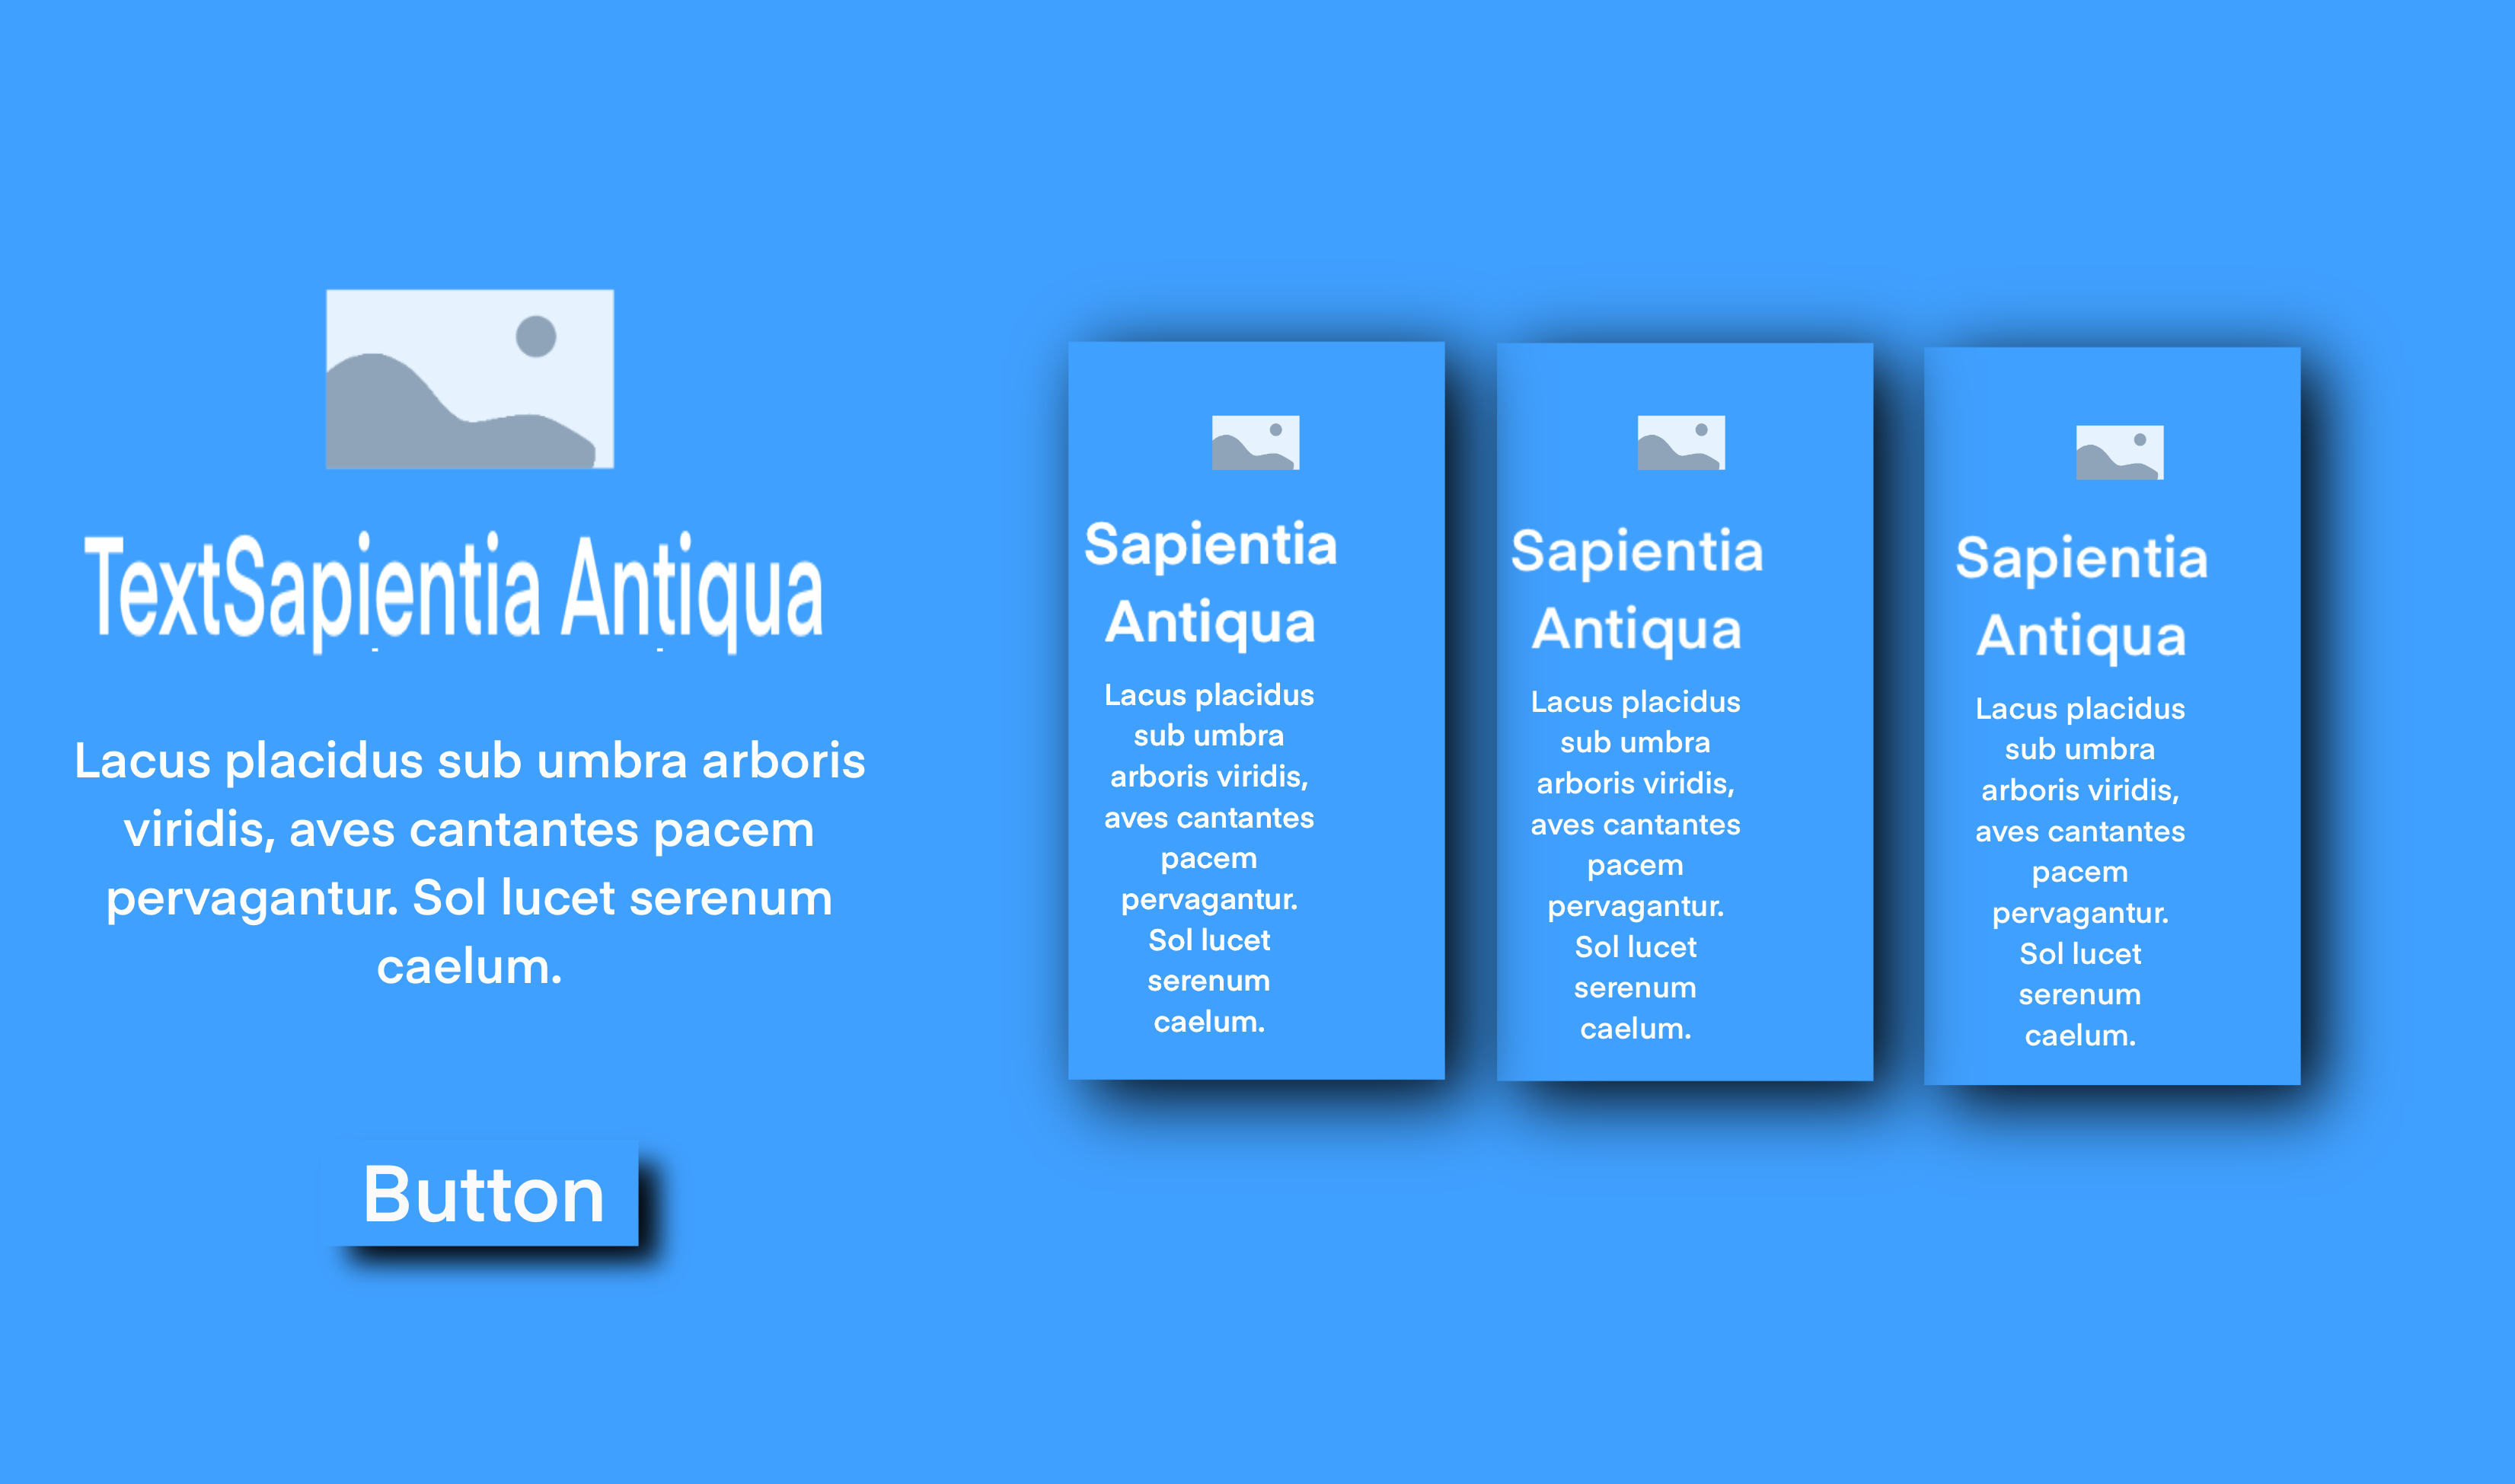 TextSapientia Antiqua
Lacus placidus sub umbra arboris
viridis, aves cantantes pacem
pervagantur. Sol lucet serenum
caelum.
Button
Sapientia
Antiqua
Lacus placidus
sub umbra
arboris viridis,
aves cantantes
pacem
pervagantur.
Sol lucet
serenum
caelum.
Sapientia
Antiqua
Lacus placidus
sub umbra
arboris viridis,
aves cantantes
pacem
pervagantur.
Sol lucet
serenum
caelum.
Sapientia
Antiqua
Lacus placidus
sub umbra
arboris viridis,
aves cantantes
pacem
pervagantur.
Sol lucet
serenum
caelum.